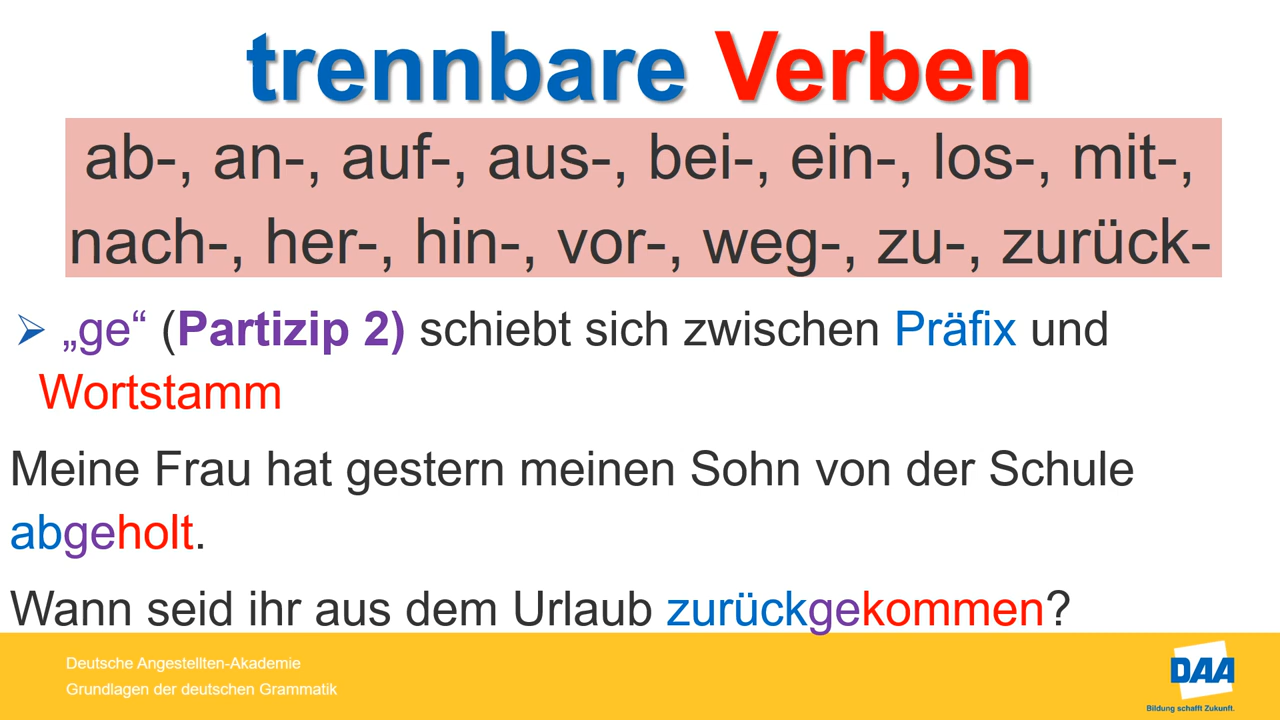 trennbare Verben
ab-, an-, auf-, aus-, bei-, ein-, los-, mit-,
nach-, her-, hin-, vor-, weg-, zu-, zurück-
➢ „ge“ (Partizip 2) schiebt sich zwischen Präfix und
Wortstamm
Meine Frau hat gestern meinen Sohn von der Schule
abgeholt.
Wann seid ihr aus dem Urlaub zurückgekommen?
Deutsche Angestellten-Akademie
Grundlagen der deutschen Grammatik
DAA
Bildung schafft Zukunft.